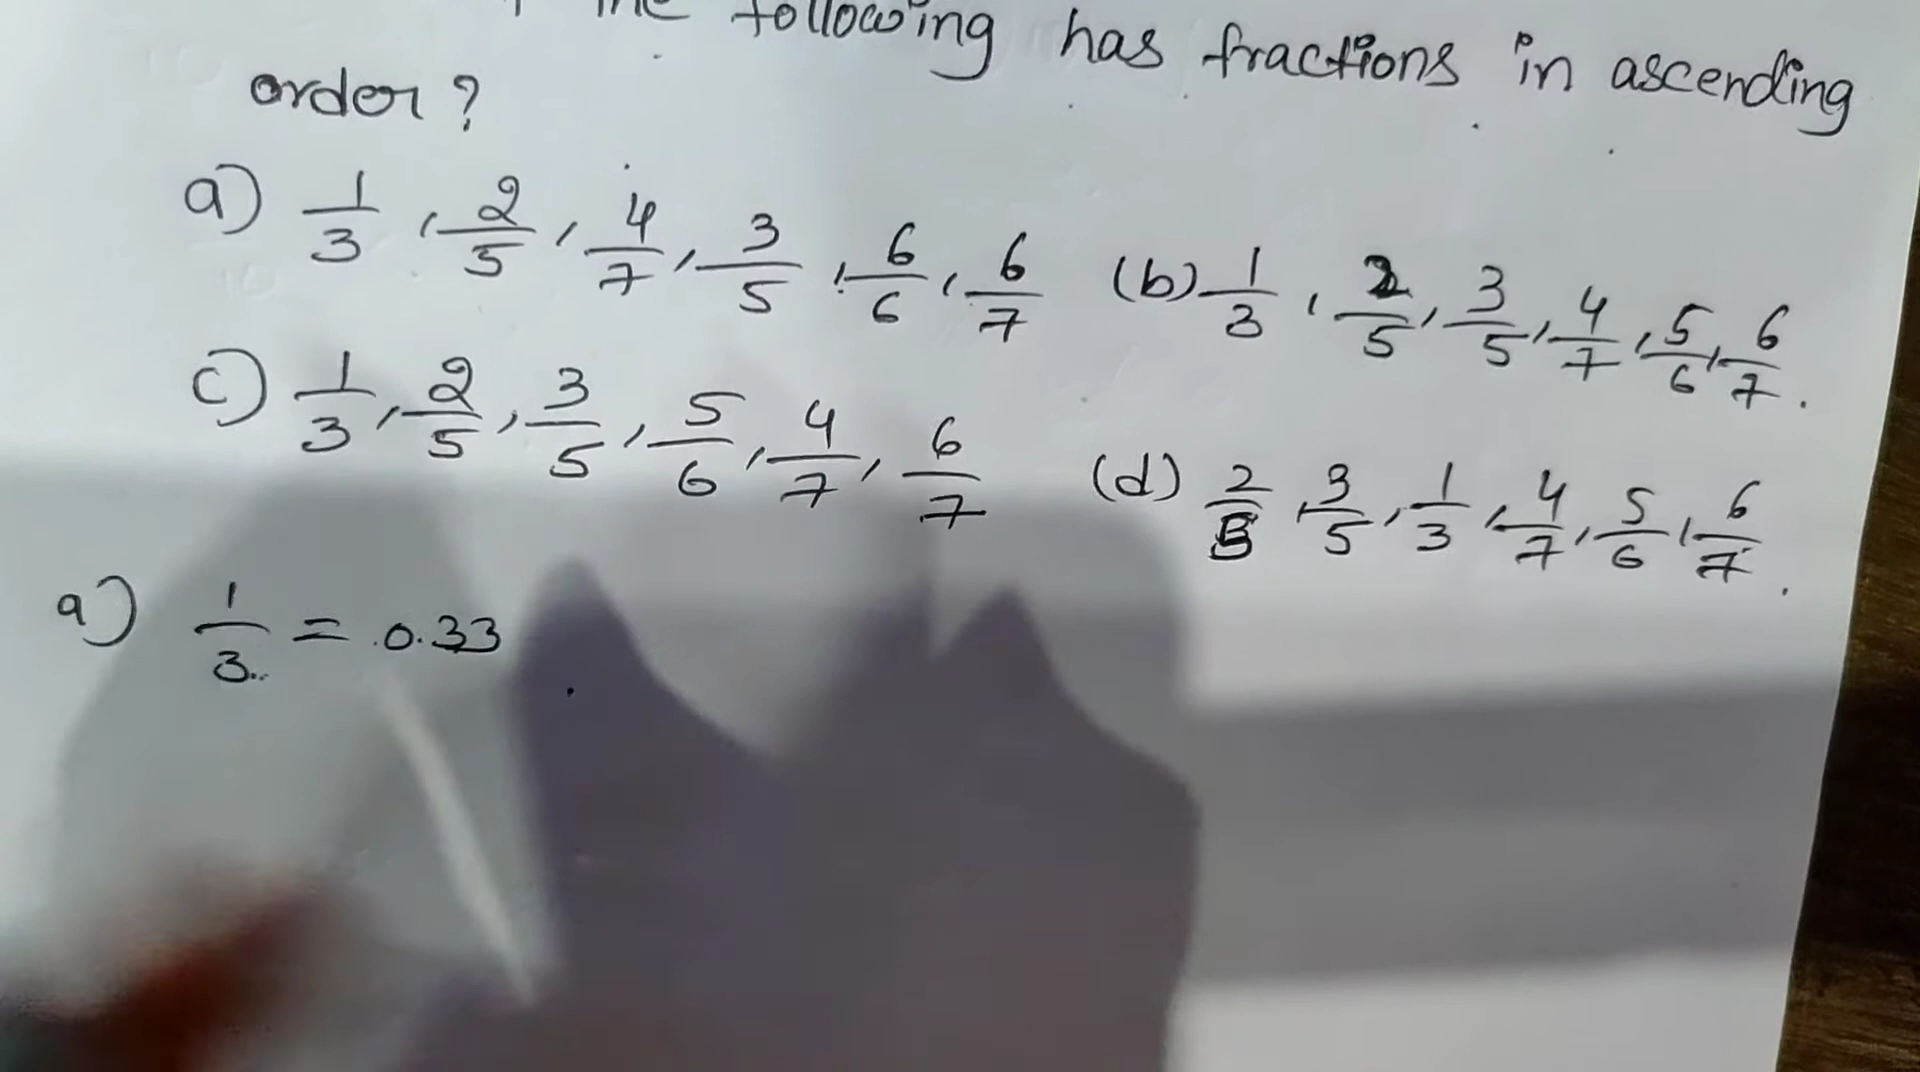 the following has fractions in ascending
order?
a) 1/3, 2/5, 4/7, 3/5, 6/6, 6/7 (b) 1/3, 2/5, 3/5, 4/7, 5/6, 6/7.
c) 1/3, 2/5, 3/5, 5/6, 4/7, 6/7 (d) 2/5, 3/5, 1/3, 4/7, 5/6, 6/7.
a) 1/3 = 0.33